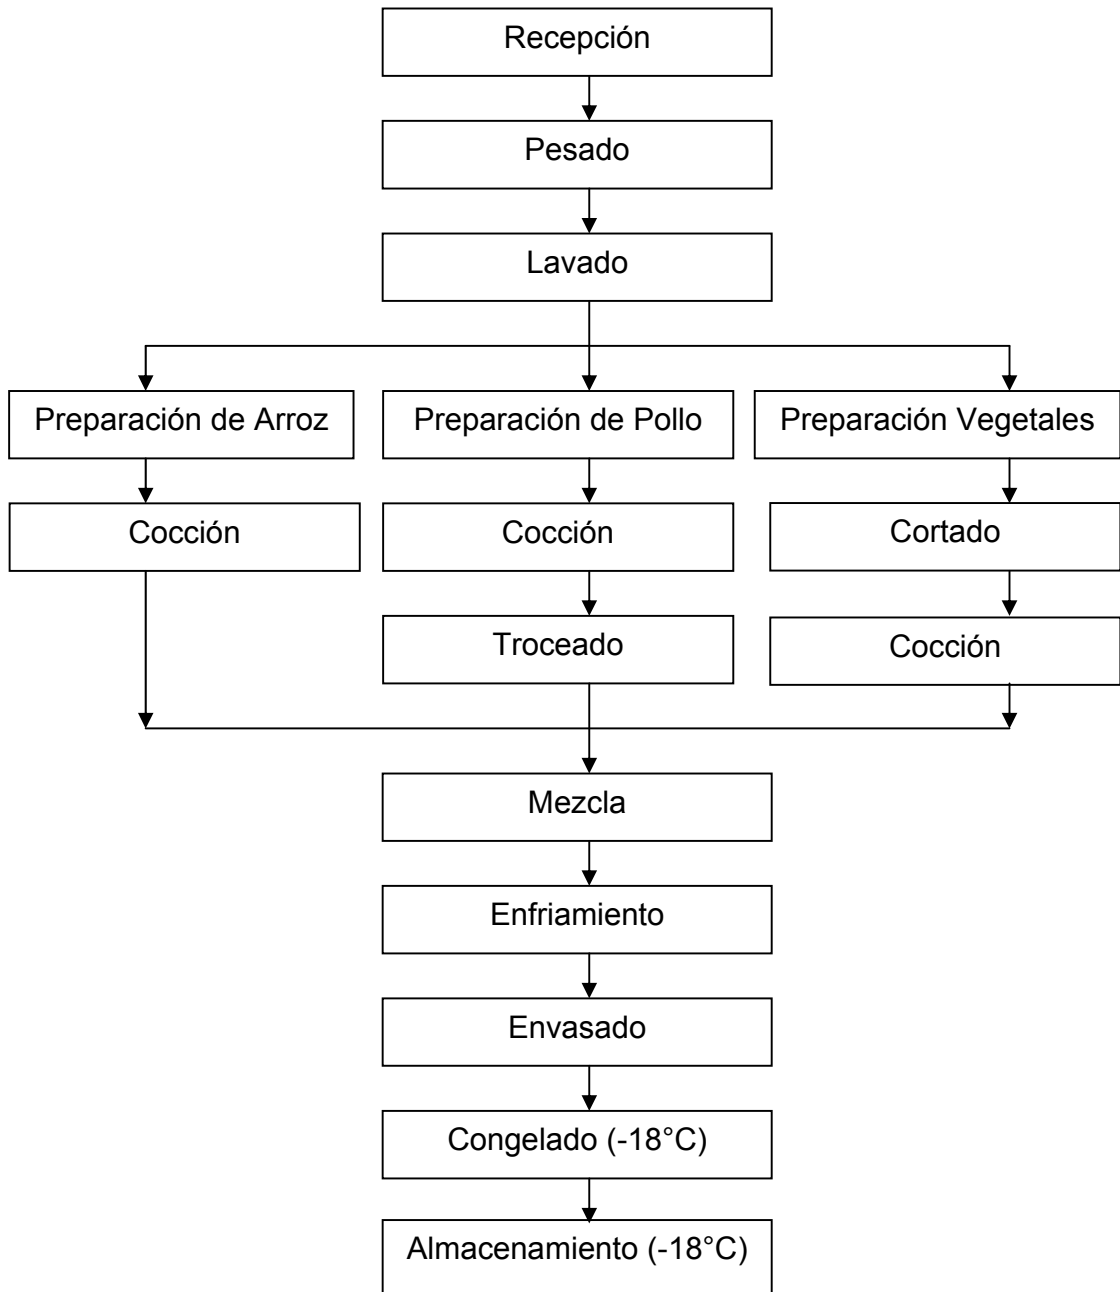 Recepción
Pesado
Lavado
Preparación de Arroz
Preparación de Pollo
Preparación Vegetales
Cocción
Cocción
Cortado
Troceado
Cocción
Mezcla
Enfriamiento
Envasado
Congelado (-18°C)
Almacenamiento (-18°C)